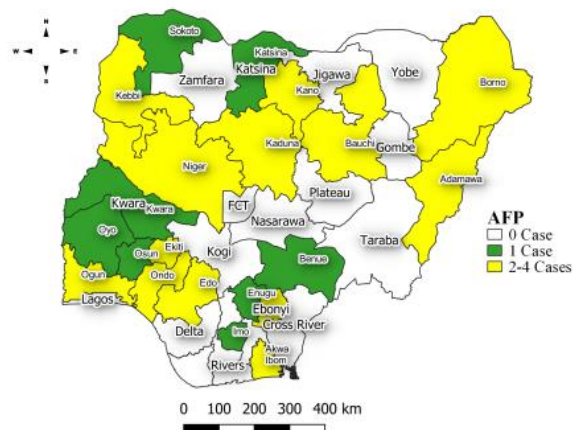 N
W E
S
Sokoto
Katsina
Zamfara
Katsina
Jigawa
Yobe
Borno
Kebbi
Kano
Niger
Kaduna
Bauchi
Gombe
Adamawa
Plateau
FCT
Nasarawa
Taraba
Kwara
Kwara
Oyo
Kogi
Osun
Ekiti
Benue
Ogun
Ondo
Edo
Lagos
Enugu
Ebonyi
Delta
Imo
Cross River
Akwa
Ibom
Rivers
AFP
0 Case
1 Case
2-4 Cases
0 100 200 300 400 km